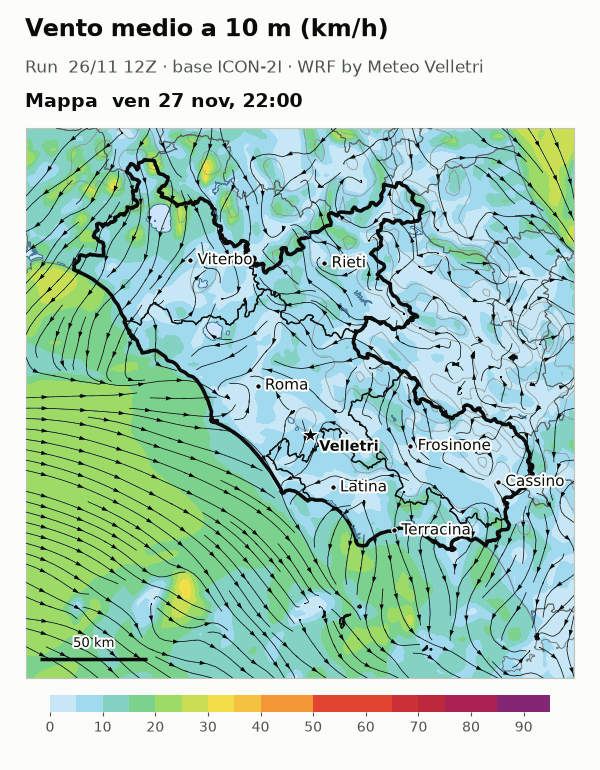 Vento medio a 10 m (km/h)
Run  26/11 12Z · base ICON-2I · WRF by Meteo Velletri
Mappa  ven 27 nov, 22:00
Viterbo
Rieti
Roma
Velletri
Frosinone
Cassino
Latina
Terracina
50 km
0 10 20 30 40 50 60 70 80 90